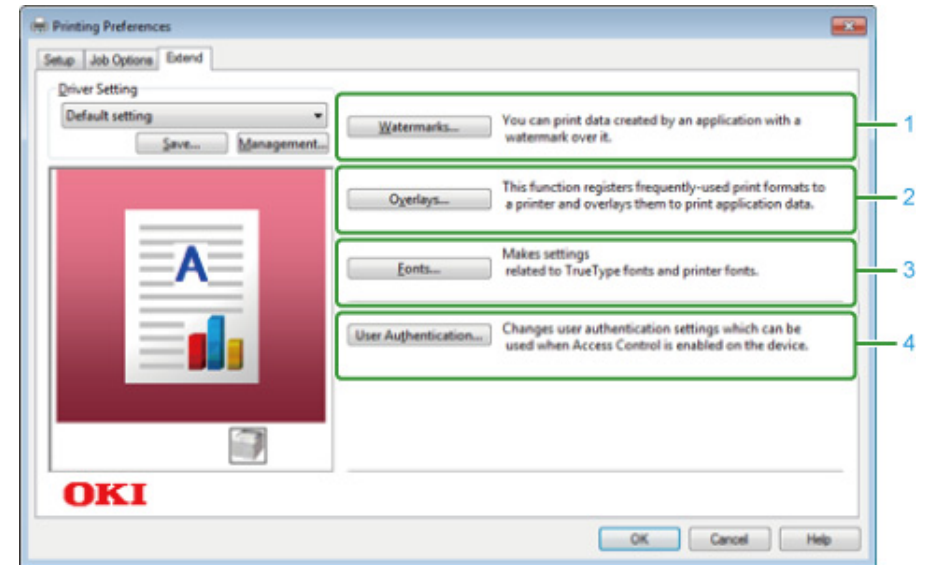 Printing Preferences
Setup Job Options Extend
Driver Setting
Default setting
Save... Management...
Watermarks...
You can print data created by an application with a
watermark over it.
1
Overlays...
This function registers frequently-used print formats to
a printer and overlays them to print application data.
2
Fonts...
Makes settings
related to TrueType fonts and printer fonts.
3
User Authentication...
Changes user authentication settings which can be
used when Access Control is enabled on the device.
4
A
OKI
OK Cancel Help